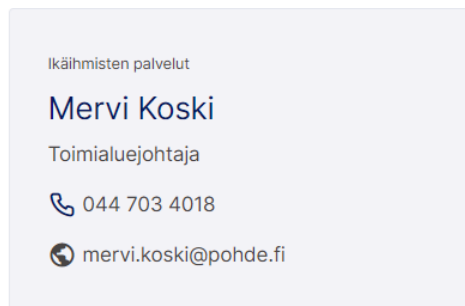 Ikäihmisten palvelut
Mervi Koski
Toimialuejohtaja
044 703 4018
mervi.koski@pohde.fi